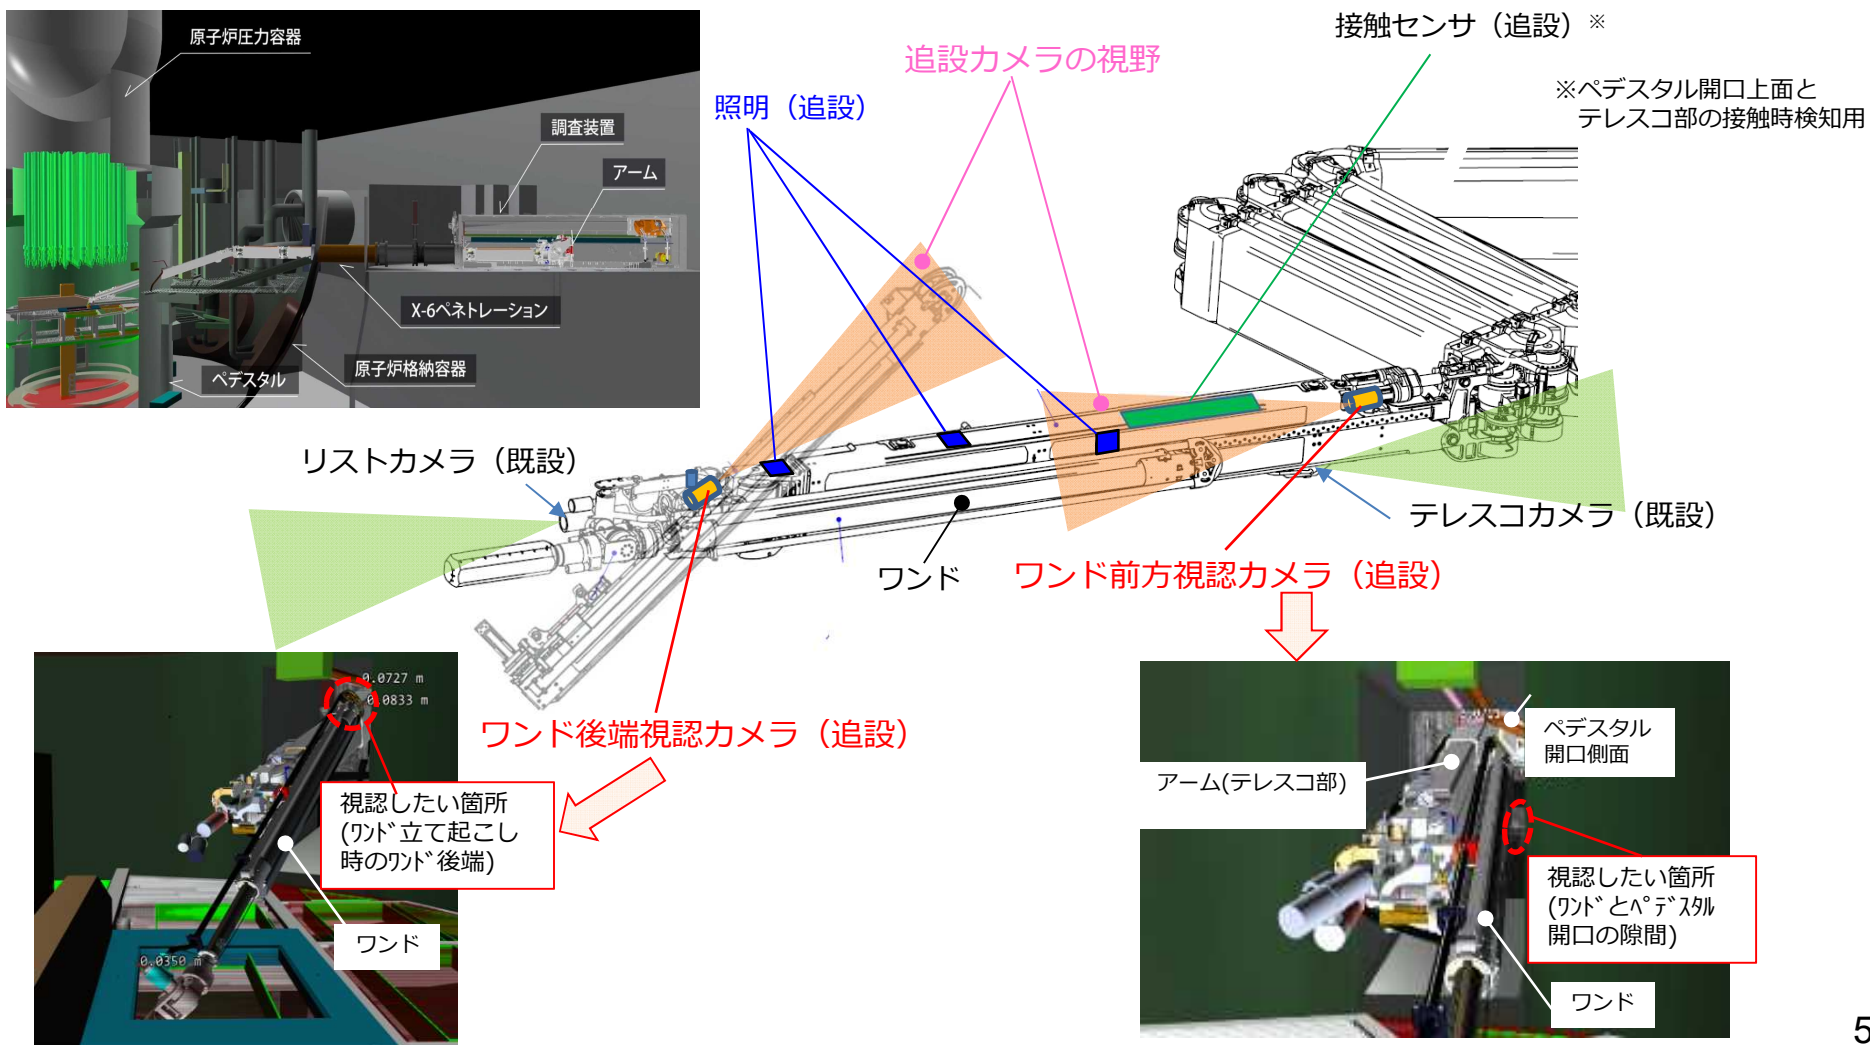 原子炉圧力容器
調査装置
アーム
X-6ペネトレーション
原子炉格納容器
ペデスタル
追設カメラの視野
照明（追設）
接触センサ（追設）※
※ペデスタル開口上面と
テレスコ部の接触時検知用
リストカメラ（既設）
テレスコカメラ（既設）
ワンド
ワンド前方視認カメラ（追設）
ワンド後端視認カメラ（追設）
0.0727 m
0.0833 m
視認したい箇所
(ﾜﾝﾄﾞ立て起こし
時のﾜﾝﾄﾞ後端)
ワンド
0.0350 m
ペデスタル
開口側面
アーム(テレスコ部)
視認したい箇所
(ﾜﾝﾄﾞとﾍﾟﾃﾞｽﾀﾙ
開口の隙間)
ワンド
5